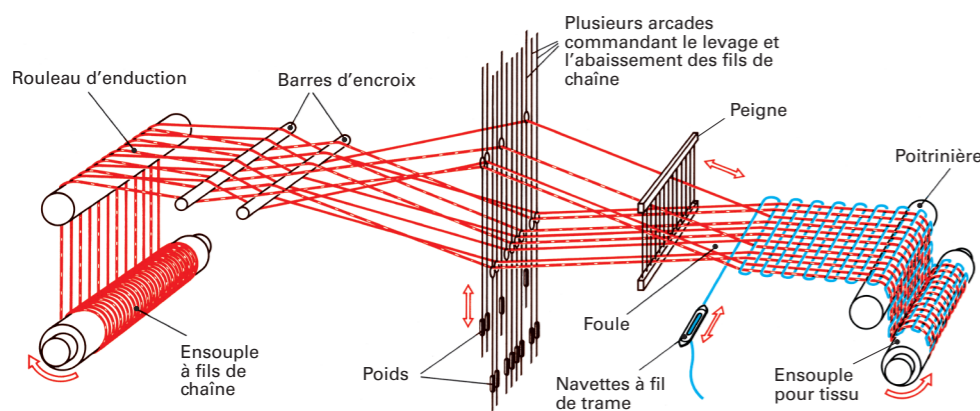 Plusieurs arcades
commandant le levage et
l'abaissement des fils de
chaîne
Rouleau d'enduction
Barres d'encroix
Peigne
Poitrinière
Foule
Ensouple
à fils de
chaîne
Poids
Navettes à fil
de trame
Ensouple
pour tissu